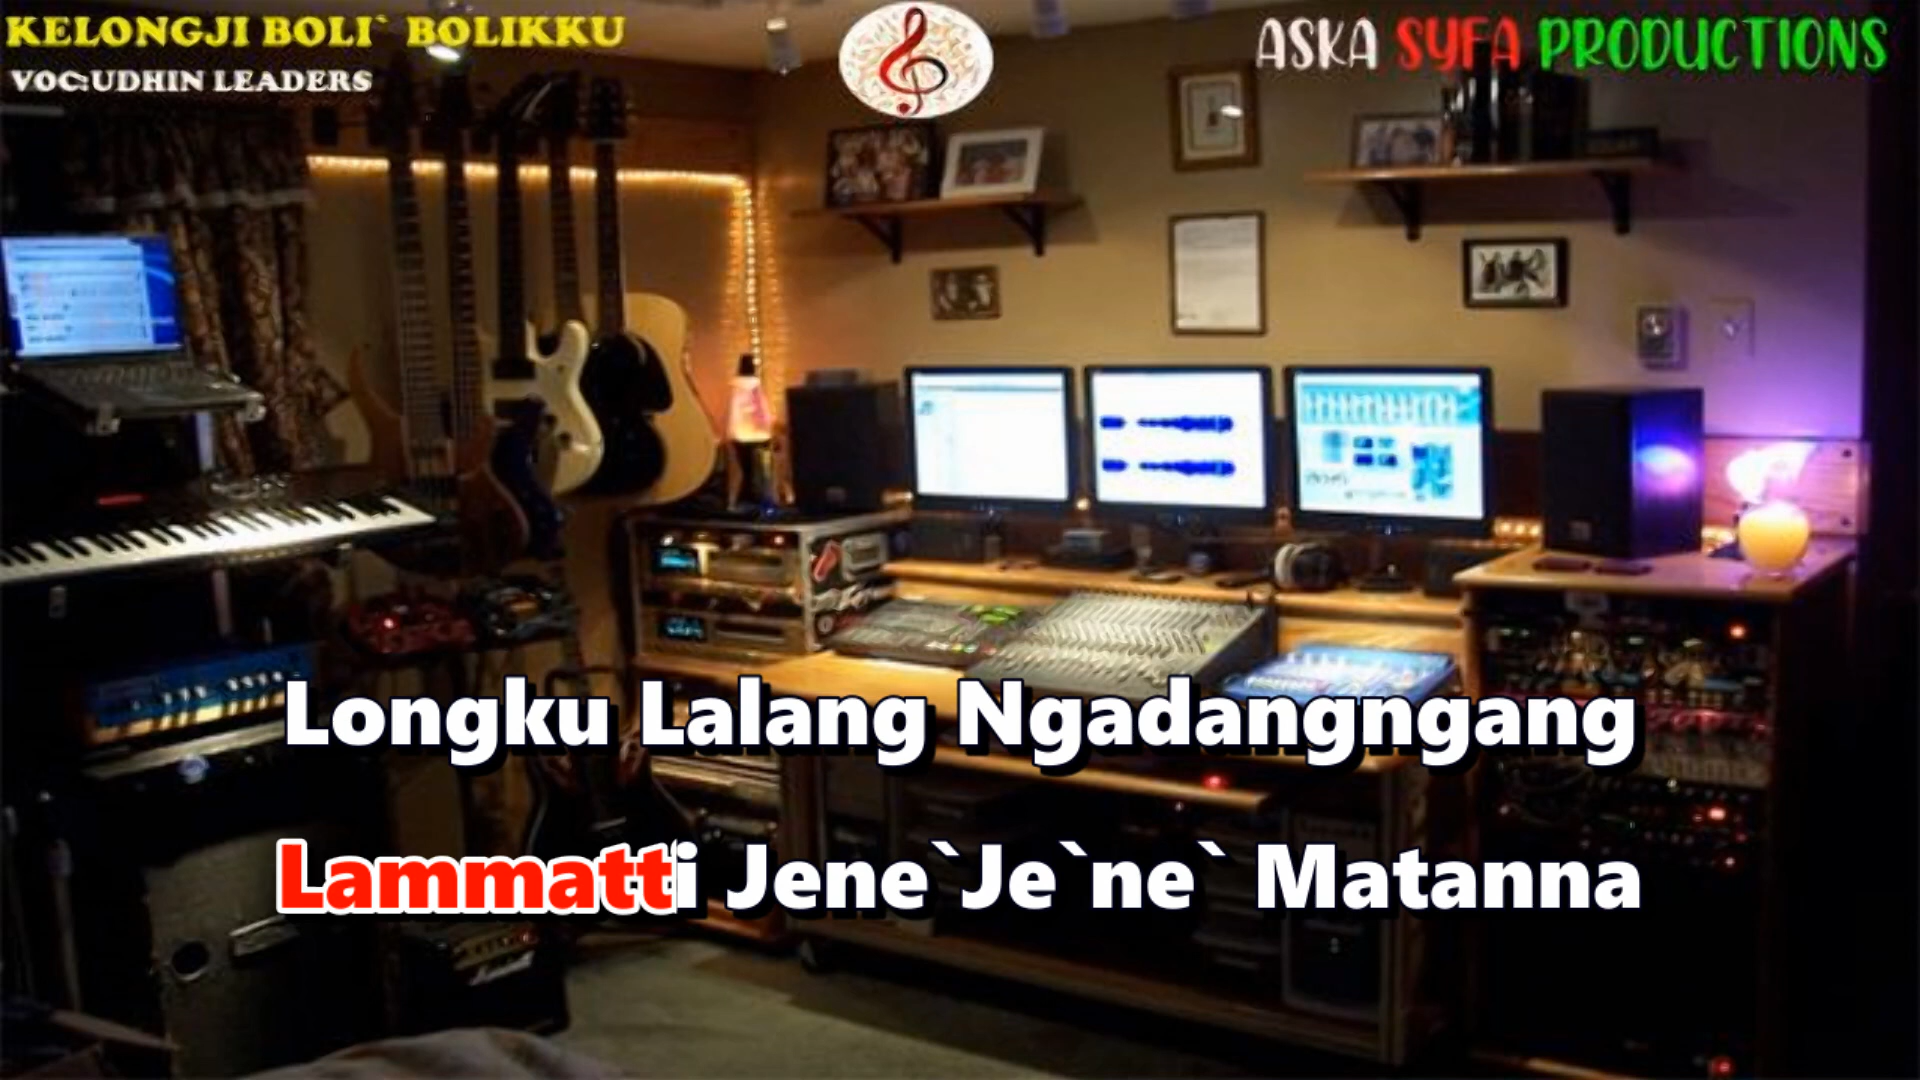 KELONGJI BOLI` BOLIKKU
VOC:UDHIN LEADERS
ASKA SYFA PRODUCTIONS
Longku Lalang Ngadangngang
Lammatti Jene`Je`ne` Matanna